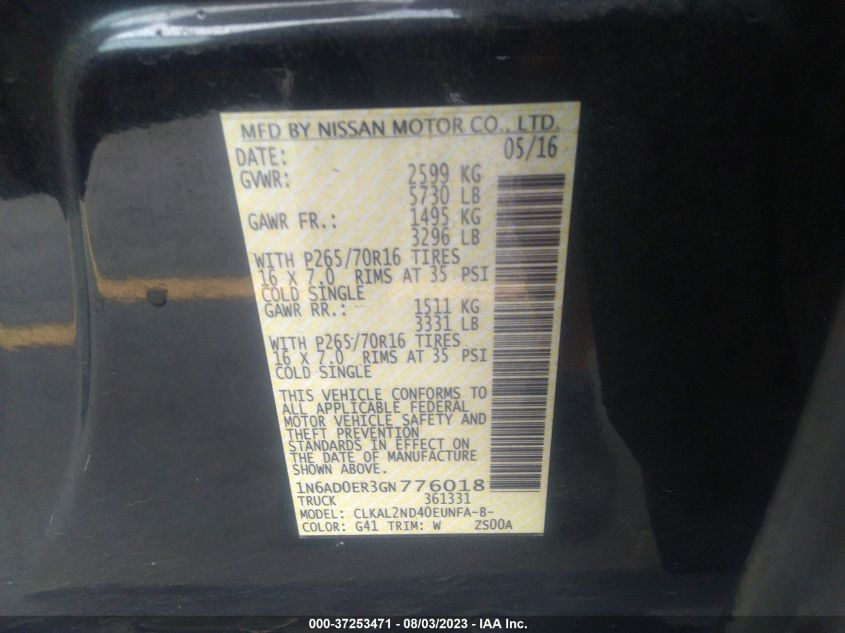 MFD BY NISSAN MOTOR CO., LTD.
DATE: 05/16
GVWR: 2599 KG
5730 LB
GAWR FR.: 1495 KG
3296 LB
WITH P265/70R16 TIRES
16 X 7.0 RIMS AT 35 PSI
COLD SINGLE
GAWR RR.: 1511 KG
3331 LB
WITH P265/70R16 TIRES
16 X 7.0 RIMS AT 35 PSI
COLD SINGLE
THIS VEHICLE CONFORMS TO
ALL APPLICABLE FEDERAL
MOTOR VEHICLE SAFETY AND
THEFT PREVENTION
STANDARDS IN EFFECT ON
THE DATE OF MANUFACTURE
SHOWN ABOVE.
1N6AD0ER3GN776018
TRUCK 361331
MODEL: CLKAL2ND40EUNFA-B-
COLOR: G41 TRIM: W ZS00A
000-37253471 - 08/03/2023 - IAA Inc.